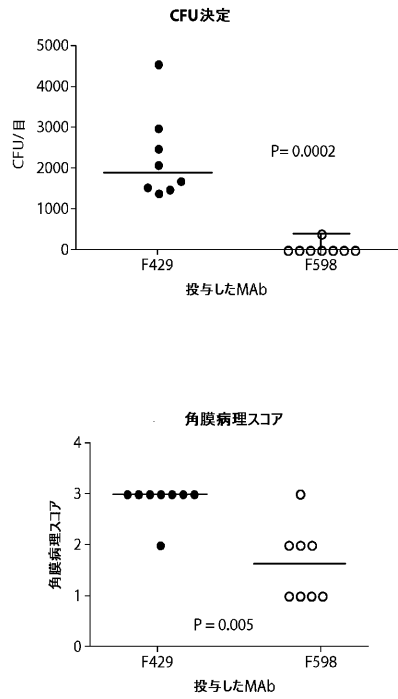 CFU決定
5000
4000
3000
2000
1000
0
CFU/目
P= 0.0002
F429
F598
投与したMAb
角膜病理スコア
4
3
2
1
0
角膜病理スコア
P = 0.005
F429
F598
投与したMAb